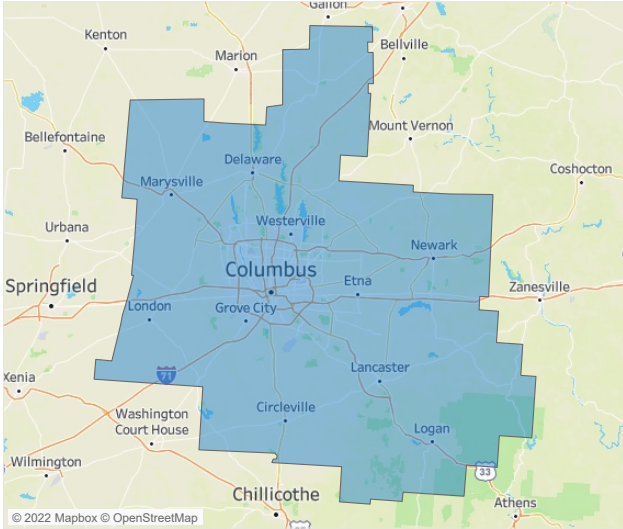 Galion
Kenton
Bellville
Marion
Mount Vernon
Bellefontaine
Delaware
Coshocton
Marysville
Westerville
Urbana
Newark
Columbus
Etna
Springfield
Zanesville
London
Grove City
Lancaster
71
Xenia
Circleville
Washington
Court House
Logan
Wilmington
33
Chillicothe
Athens
© 2022 Mapbox © OpenStreetMap